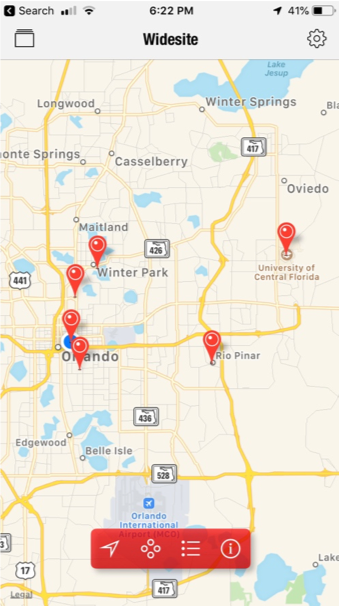 Search
6:22 PM
41%
Widesite
Lake
Jesup
Longwood
Winter Springs
Bla
onte Springs
Casselberry
417
Oviedo
Maitland
426
Winter Park
441
University of
Central Florida
Orlando
Rio Pinar
436
Edgewood
Belle Isle
528
Orlando
International
Airport (MCO)
3
17
Lake
Legal
417